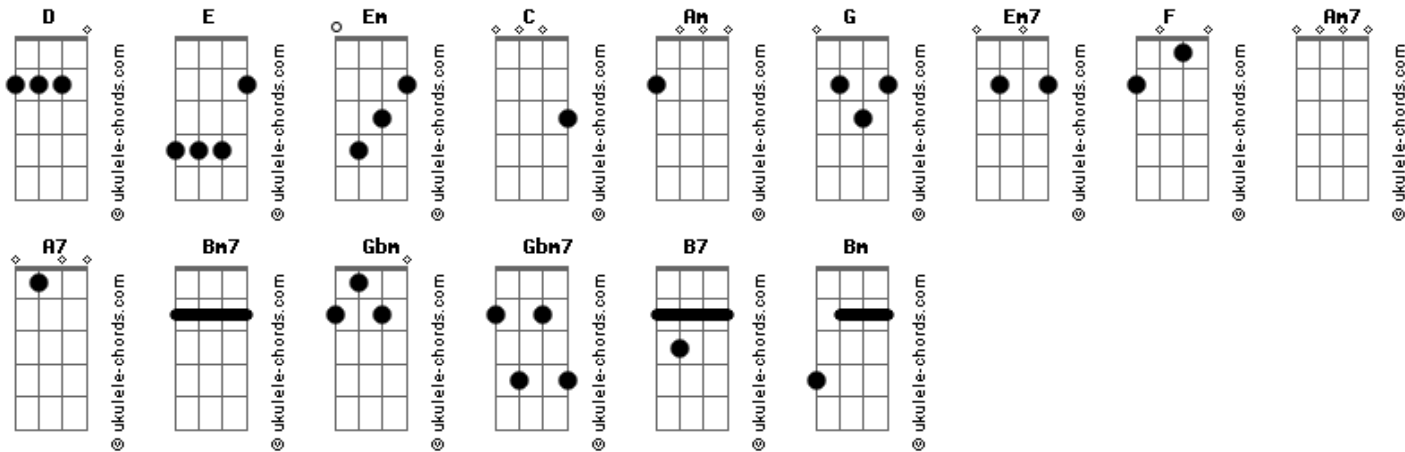 D E Em C Am G Em7 F Am7
© ukulele-chords.com © ukulele-chords.com © ukulele-chords.com © ukulele-chords.com © ukulele-chords.com © ukulele-chords.com © ukulele-chords.com © ukulele-chords.com © ukulele-chords.com
A7 Bm7 Gbm Gbm7 B7 Bm
© ukulele-chords.com © ukulele-chords.com © ukulele-chords.com © ukulele-chords.com © ukulele-chords.com © ukulele-chords.com